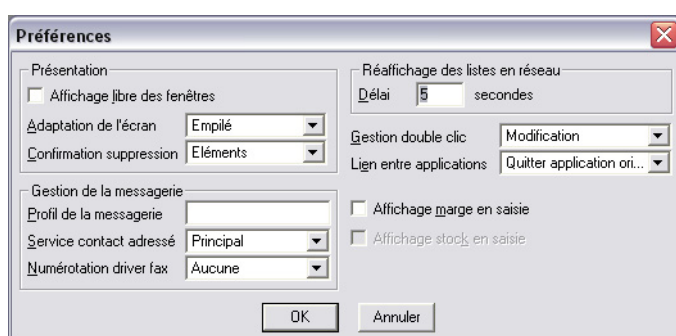 Préférences
Présentation
Affichage libre des fenêtres
Adaptation de l'écran Empilé
Confirmation suppression Eléments
Gestion de la messagerie
Profil de la messagerie
Service contact adressé Principal
Numérotation driver fax Aucune
Réaffichage des listes en réseau
Délai 5 secondes
Gestion double clic Modification
Lien entre applications Quitter application ori...
Affichage marge en saisie
Affichage stock en saisie
OK Annuler